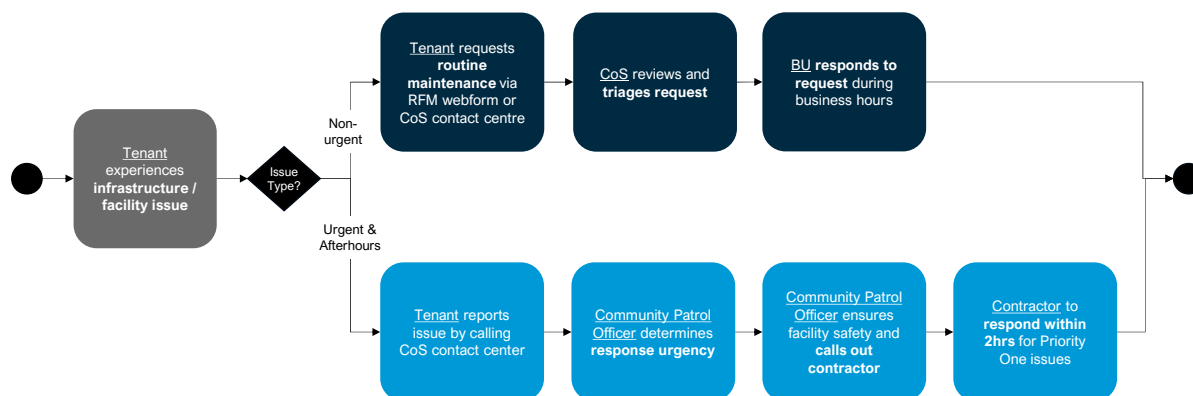 Tenant
experiences
infrastructure /
facility issue
Issue
Type?
Non-
urgent
Tenant requests
routine
maintenance via
RFM webform or
CoS contact centre
CoS reviews and
triages request
BU responds to
request during
business hours
Urgent &
Afterhours
Tenant reports
issue by calling
CoS contact center
Community Patrol
Officer determines
response urgency
Community Patrol
Officer ensures
facility safety and
calls out
contractor
Contractor to
respond within
2hrs for Priority
One issues